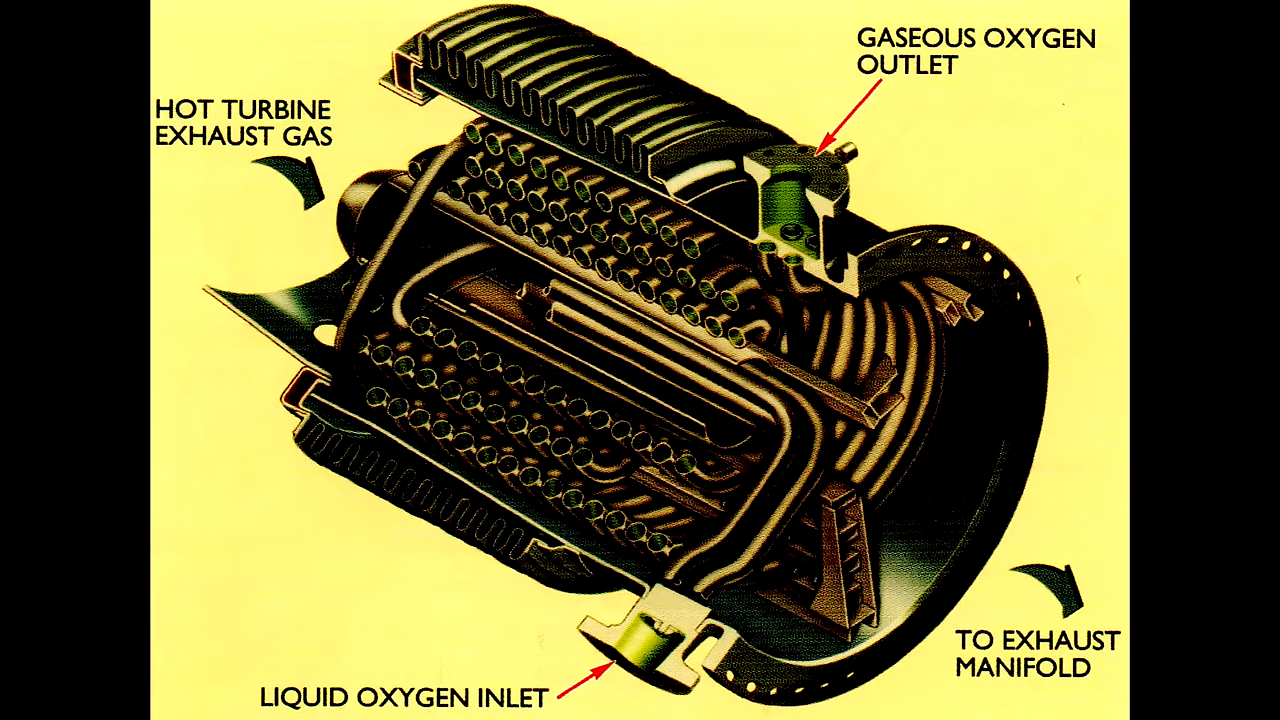 GASEOUS OXYGEN
OUTLET
HOT TURBINE
EXHAUST GAS
TO EXHAUST
MANIFOLD
LIQUID OXYGEN INLET